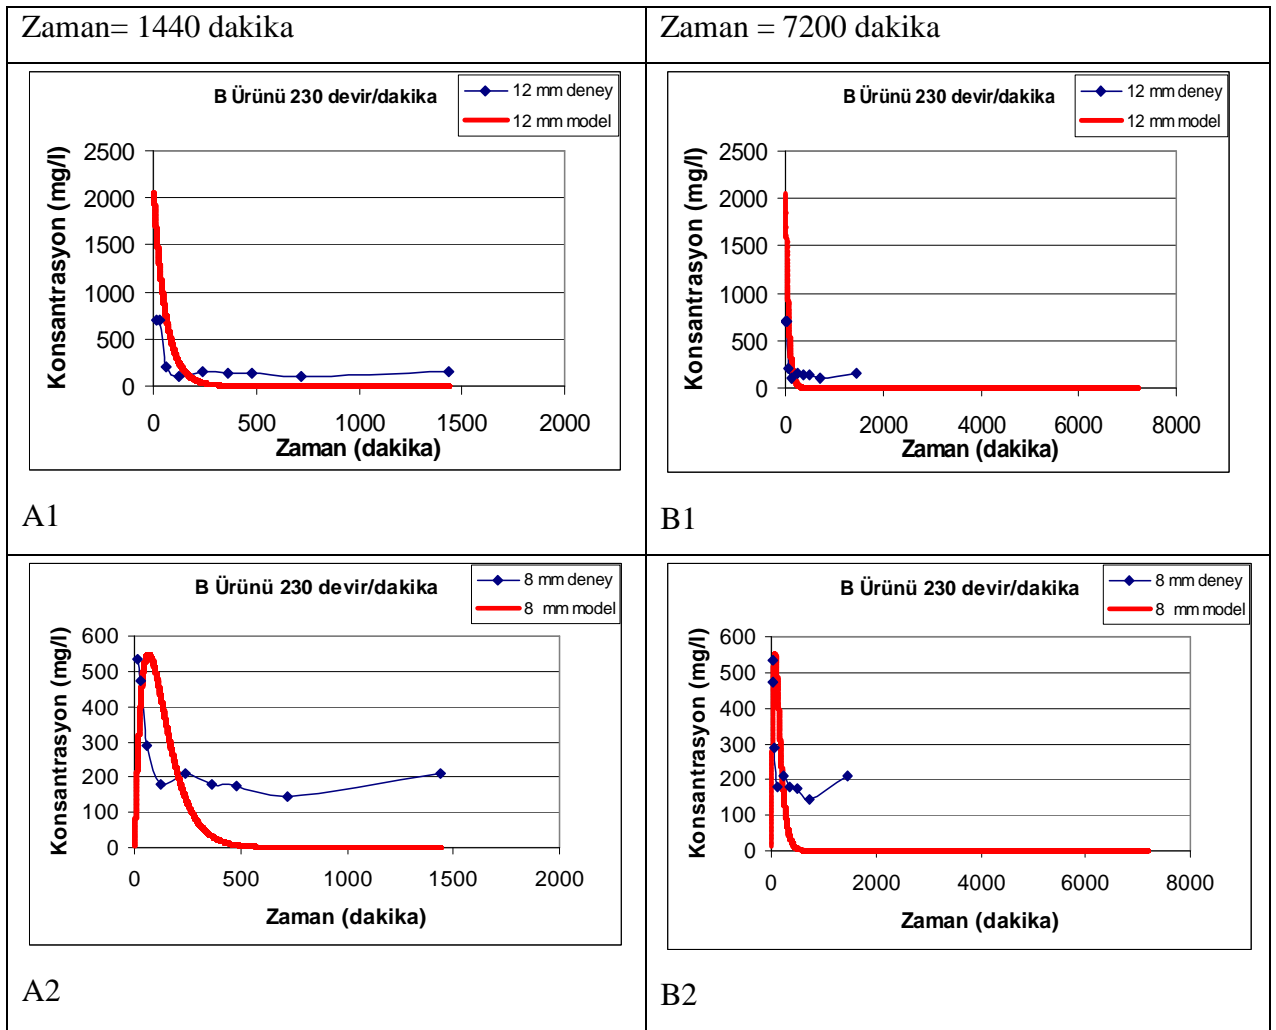 Zaman= 1440 dakika
Zaman = 7200 dakika
B Ürünü 230 devir/dakika
12 mm deney
12 mm model
Konsantrasyon (mg/l)
2500
2000
1500
1000
500
0
0 500 1000 1500 2000
Zaman (dakika)
A1
B Ürünü 230 devir/dakika
12 mm deney
12 mm model
Konsantrasyon (mg/l)
2500
2000
1500
1000
500
0
0 2000 4000 6000 8000
Zaman (dakika)
B1
B Ürünü 230 devir/dakika
8 mm deney
8 mm model
Konsantrasyon (mg/l)
600
500
400
300
200
100
0
0 500 1000 1500 2000
Zaman (dakika)
A2
B Ürünü 230 devir/dakika
8 mm deney
8 mm model
Konsantrasyon (mg/l)
600
500
400
300
200
100
0
0 2000 4000 6000 8000
Zaman (dakika)
B2